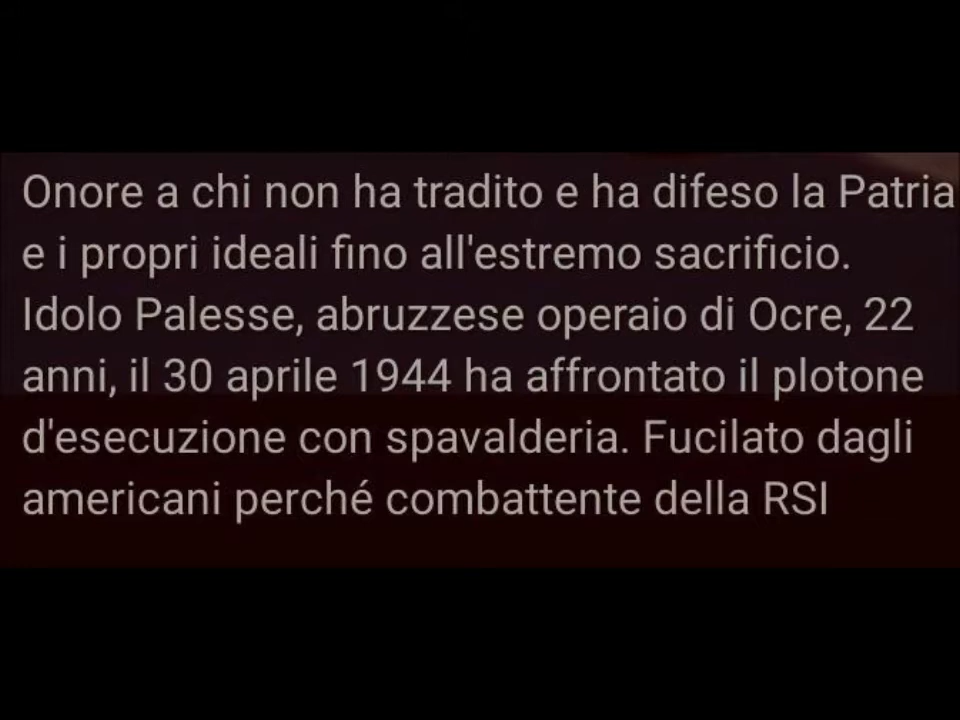 Onore a chi non ha tradito e ha difeso la Patria
e i propri ideali fino all'estremo sacrificio.
Idolo Palesse, abruzzese operaio di Ocre, 22
anni, il 30 aprile 1944 ha affrontato il plotone
d'esecuzione con spavalderia. Fucilato dagli
americani perché combattente della RSI